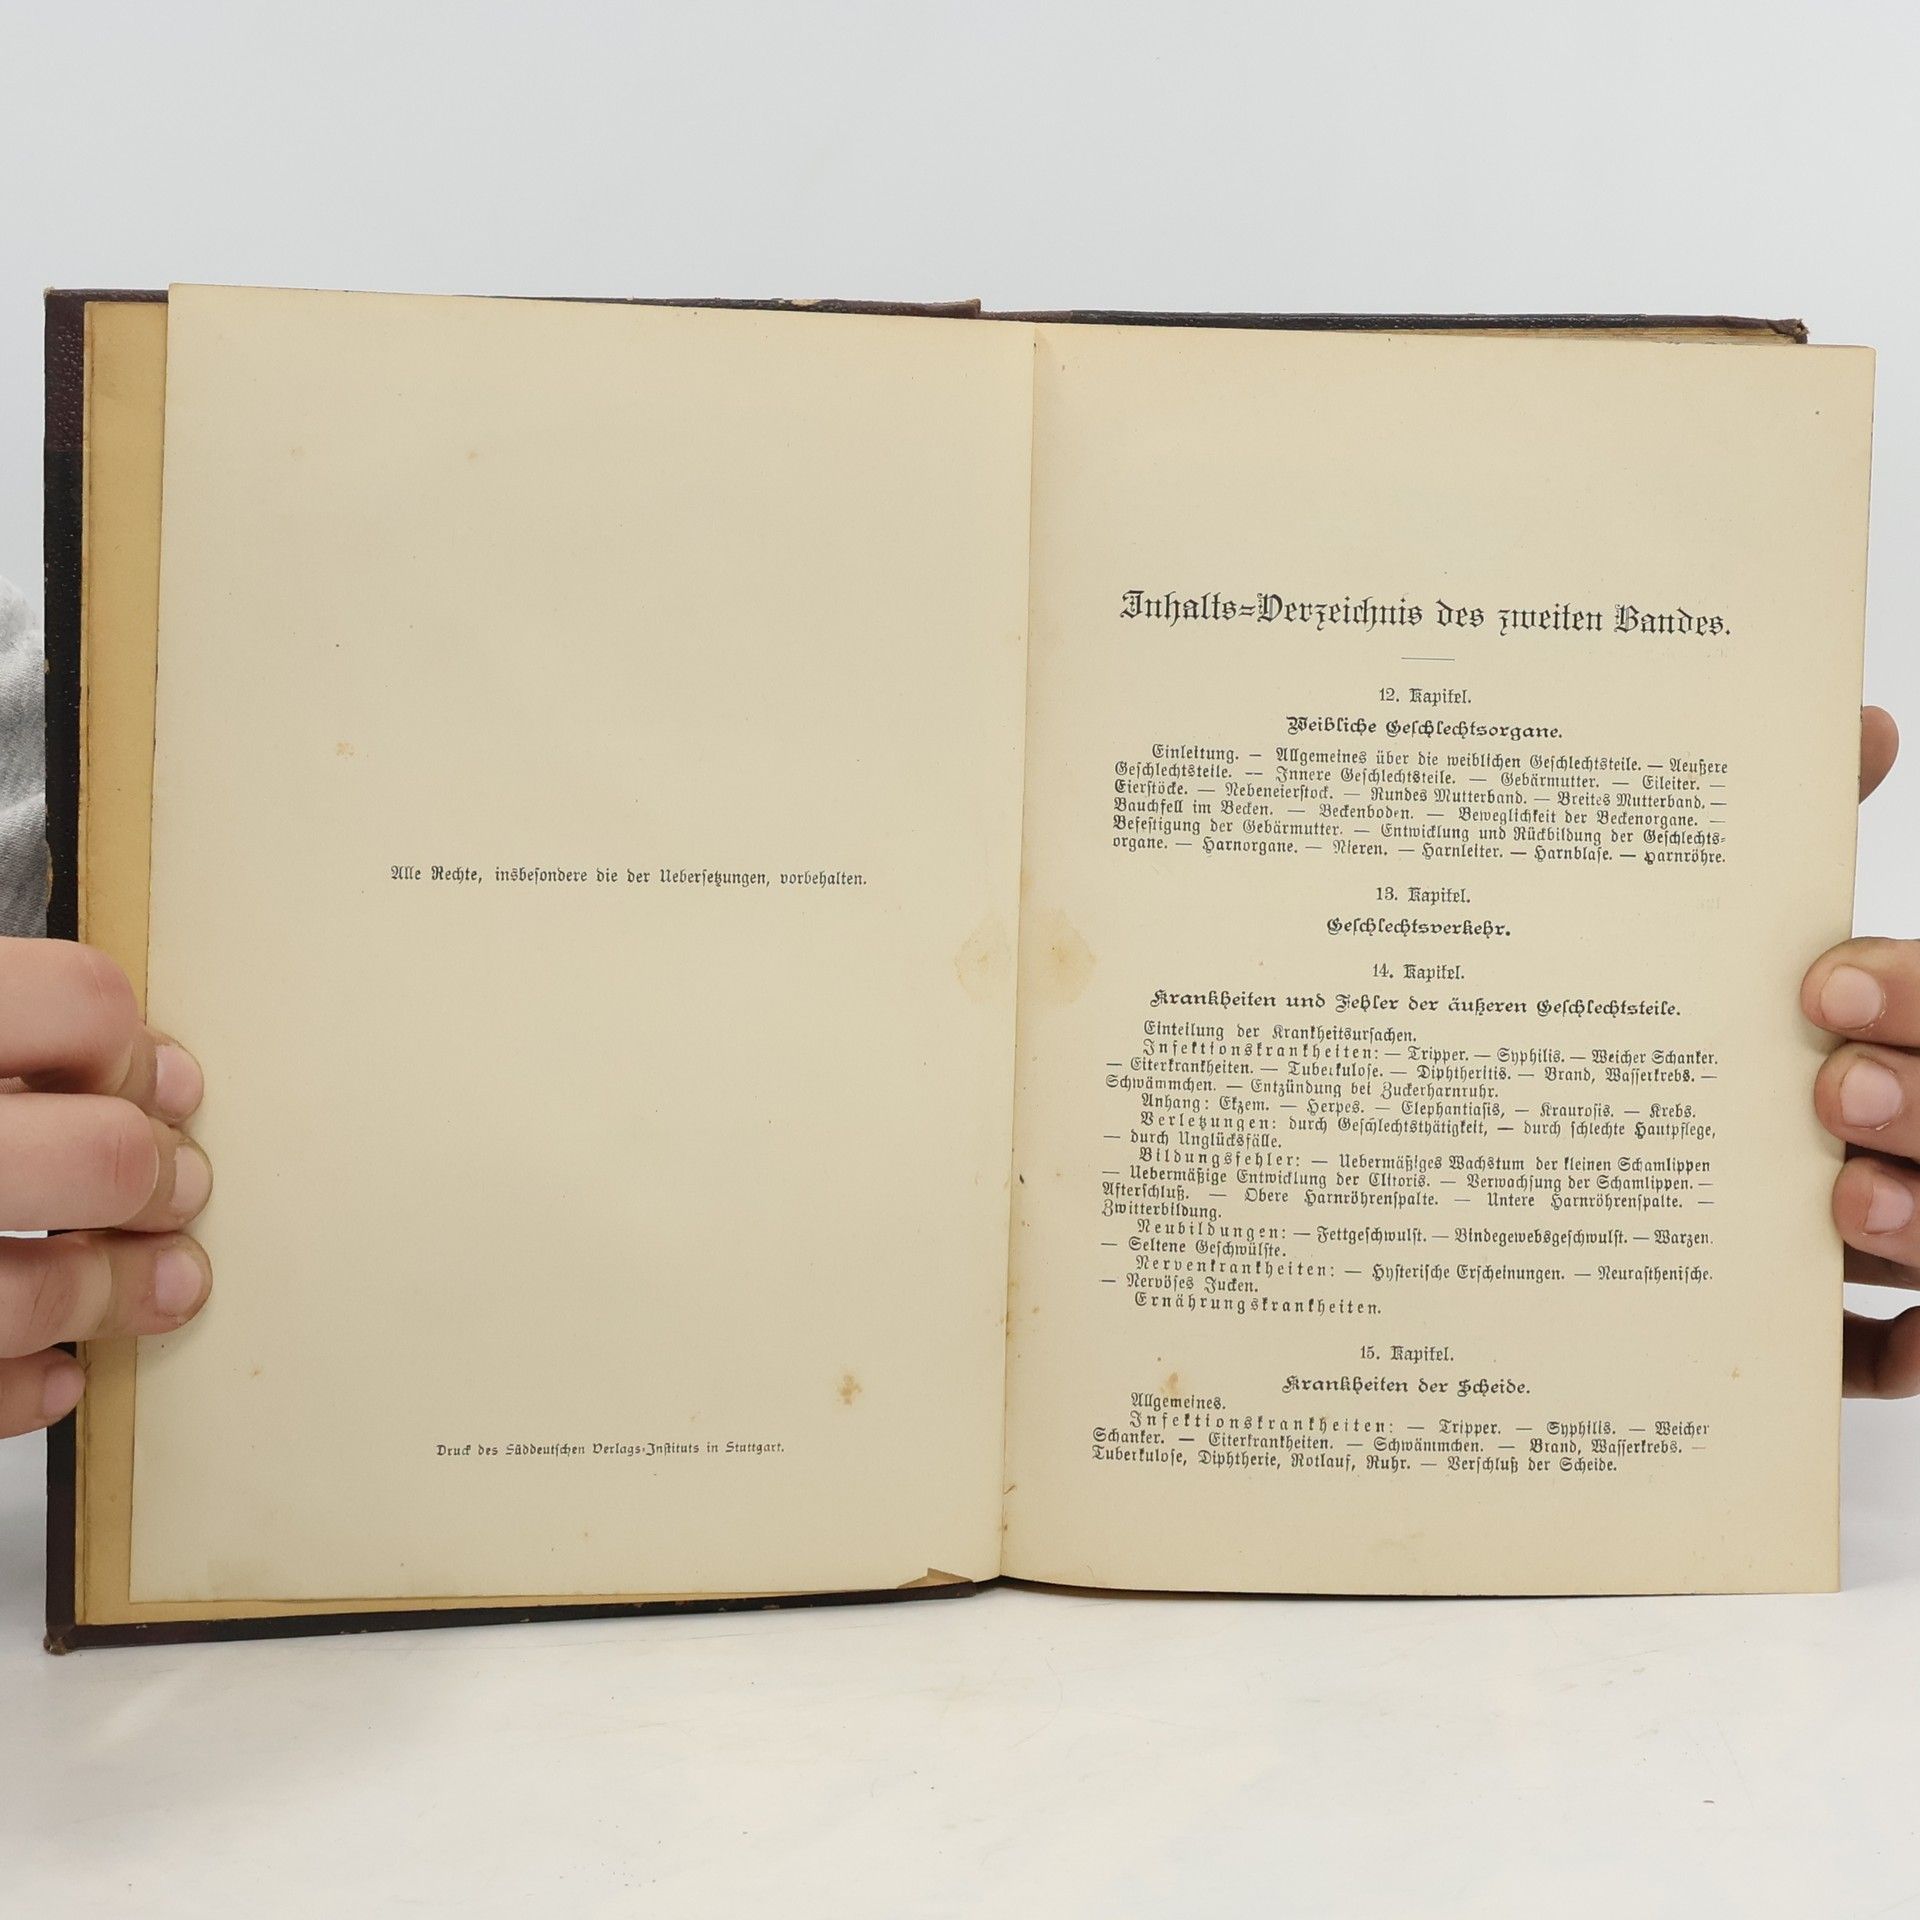 Alle Rechte, insbesondere die der Uebersetzungen, vorbehalten.
Druck des Süddeutschen Verlags-Instituts in Stuttgart.
Inhalts-Verzeichnis des zweiten Bandes.
12. Kapitel.
Weibliche Geschlechtsorgane.
Einleitung. — Allgemeines über die weiblichen Geschlechtsteile. — Aeußere
Geschlechtsteile. — Innere Geschlechtsteile. — Gebärmutter. — Eileiter. —
Eierstöcke. — Nebeneierstock. — Rundes Mutterband. — Breites Mutterband. —
Bauchfell im Becken. — Beckenboden. — Beweglichkeit der Beckenorgane. —
Befestigung der Gebärmutter. — Entwicklung und Rückbildung der Geschlechts-
organe. — Harnorgane. — Nieren. — Harnleiter. — Harnblase. — Harnröhre.
13. Kapitel.
Geschlechtsverkehr.
14. Kapitel.
Krankheiten und Fehler der äußeren Geschlechtsteile.
Einteilung der Krankheitsursachen.
Infektionskrankheiten: — Tripper. — Syphilis. — Weicher Schanker.
— Eiterkrankheiten. — Tuberkulose. — Diphtheritis. — Brand, Wasserkrebs. —
Schwämmchen. — Entzündung bei Zuckerharnruhr.
Anhang: Ekzem. — Herpes. — Elephantiasis, — Kraurosis. — Krebs.
Verletzungen: durch Geschlechtsthätigkeit, — durch schlechte Hautpflege,
— durch Unglücksfälle.
Bildungsfehler: — Uebermäßiges Wachstum der kleinen Schamlippen
— Uebermäßige Entwicklung der Clitoris. — Verwachsung der Schamlippen. —
Afterschluß. — Obere Harnröhrenspalte. — Untere Harnröhrenspalte. —
Zwitterbildung.
Neubildungen: — Fettgeschwulst. — Bindegewebsgeschwulst. — Warzen.
— Seltene Geschwülste.
Nervenkrankheiten: — Hysterische Erscheinungen. — Neurasthenische.
— Nervöses Jucken.
Ernährungskrankheiten.
15. Kapitel.
Krankheiten der Scheide.
Allgemeines.
Infektionskrankheiten: — Tripper. — Syphilis. — Weicher
Schanker. — Eiterkrankheiten. — Schwämmchen. — Brand, Wasserkrebs. —
Tuberkulose, Diphtherie, Rotlauf, Ruhr. — Verschluß der Scheide.